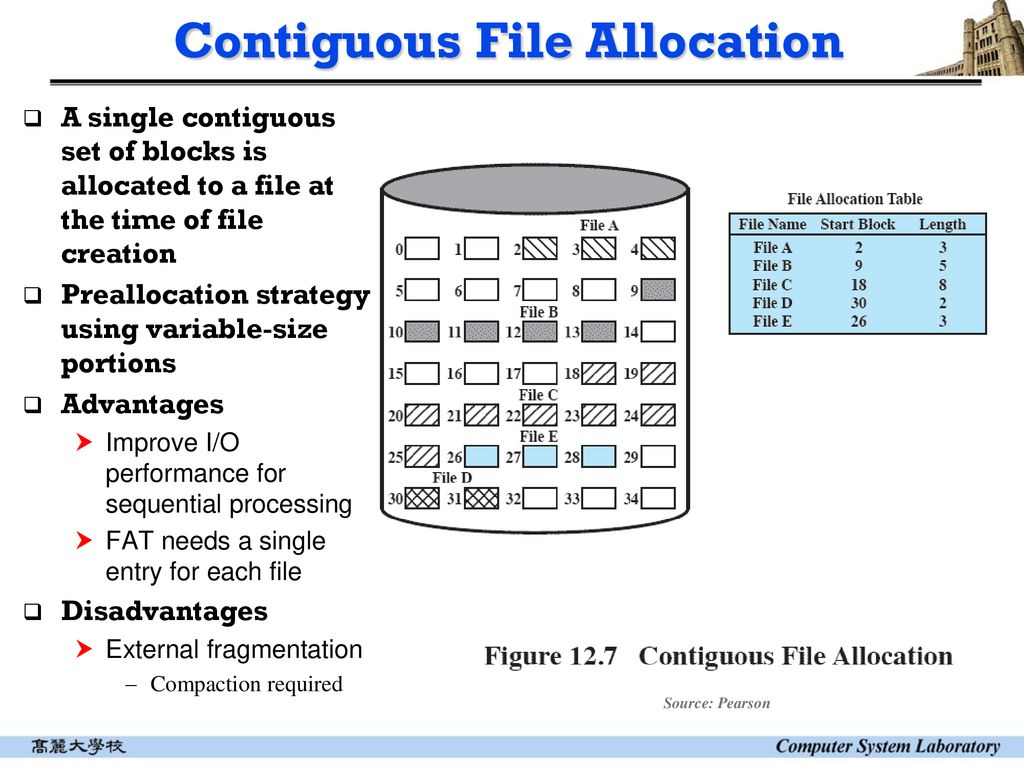 Contiguous File Allocation
A single contiguous
set of blocks is
allocated to a file at
the time of file
creation
Preallocation strategy
using variable-size
portions
Advantages
Improve I/O
performance for
sequential processing
FAT needs a single
entry for each file
Disadvantages
External fragmentation
– Compaction required
File A
0 1 2 3 4
5 6 7 8 9
File B
10 11 12 13 14
15 16 17 18 19
File C
20 21 22 23 24
File E
25 26 27 28 29
File D
30 31 32 33 34
File Allocation Table
File Name Start Block Length
File A 2 3
File B 9 5
File C 18 8
File D 30 2
File E 26 3
Figure 12.7 Contiguous File Allocation
Source: Pearson
髙麗大學校
Computer System Laboratory